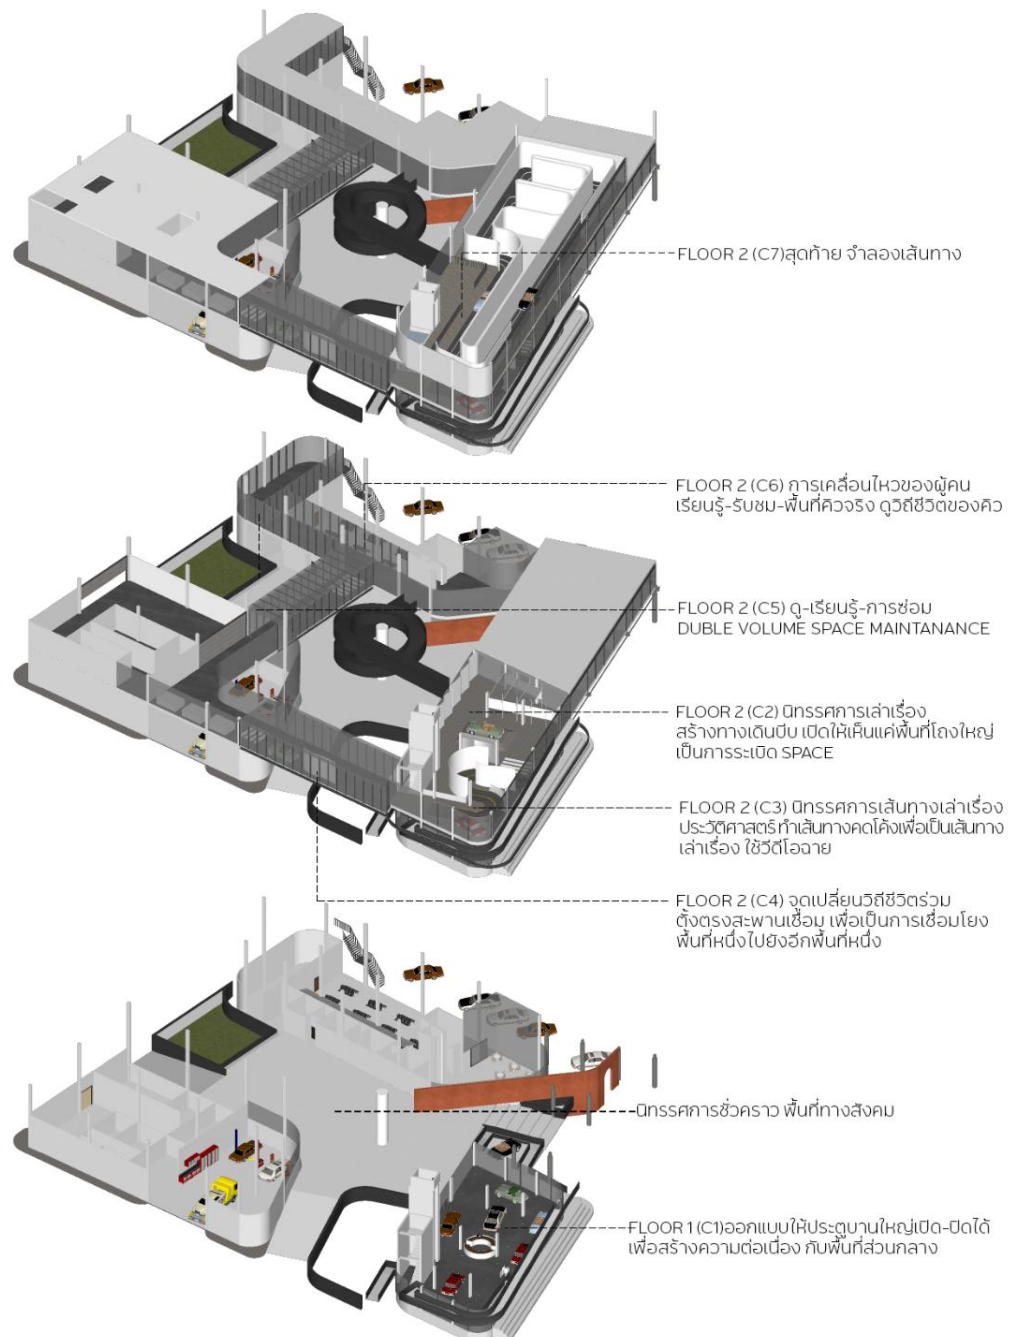 FLOOR 2 (C7)สุดท้าย จำลองเส้นทาง
FLOOR 2 (C6) การเคลื่อนไหวของผู้คน
เรียนรู้-รับชม-พื้นที่คิวจริง ดูวิถีชีวิตของคิว
FLOOR 2 (C5) ดู-เรียนรู้-การซ่อม
DUBLE VOLUME SPACE MAINTANANCE
FLOOR 2 (C2) นิทรรศการเล่าเรื่อง
สร้างทางเดินบีบ เปิดให้เห็นแค่พื้นที่โถงใหญ่
เป็นการระเบิด SPACE
FLOOR 2 (C3) นิทรรศการเส้นทางเล่าเรื่อง
ประวัติศาสตร์ ทำเส้นทางคดโค้งเพื่อเป็นเส้นทาง
เล่าเรื่อง ใช้วีดีโอฉาย
FLOOR 2 (C4) จุดเปลี่ยนวิถีชีวิตร่วม
ตั้งตรงสะพานเชื่อม เพื่อเป็นการเชื่อมโยง
พื้นที่หนึ่งไปยังอีกพื้นที่หนึ่ง
นิทรรศการชั่วคราว พื้นที่ทางสังคม
FLOOR 1 (C1)ออกแบบให้ประตูบานใหญ่เปิด-ปิดได้
เพื่อสร้างความต่อเนื่อง กับพื้นที่ส่วนกลาง